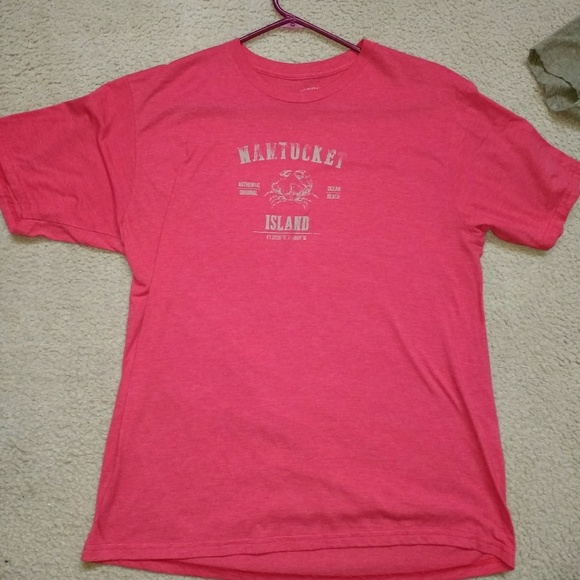 NANTUCKET
AUTHENTIC OCEAN
ORIGINAL BEACH
ISLAND